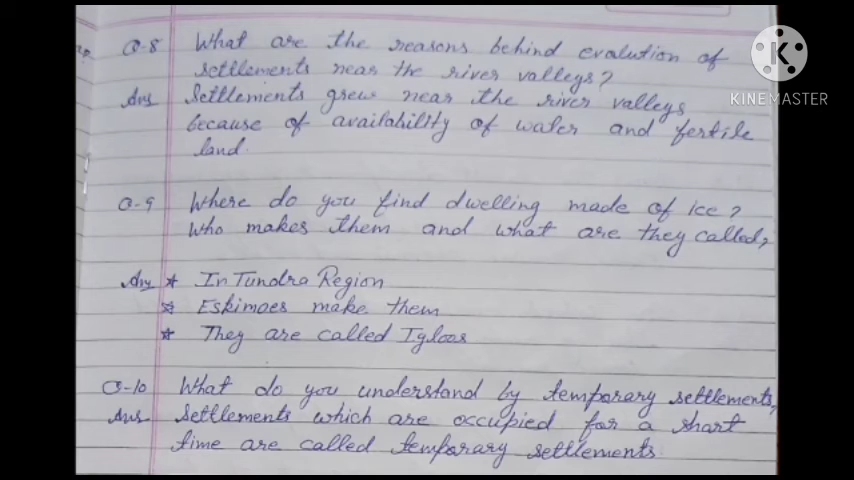 Q-8 What are the reasons behind evalution of
settlements near the river valleys?
Ans Settlements grew near the river valleys
because of availability of water and fertile
land.
Q-9 Where do you find dwelling made of ice?
Who makes them and what are they called?
Ans * In Tundra Region
* Eskimoes make them
* They are called Igloos
Q-10 What do you understand by temporary settlements?
Ans Settlements which are occupied for a short
time are called temporary settlements.
K
KINEMASTER